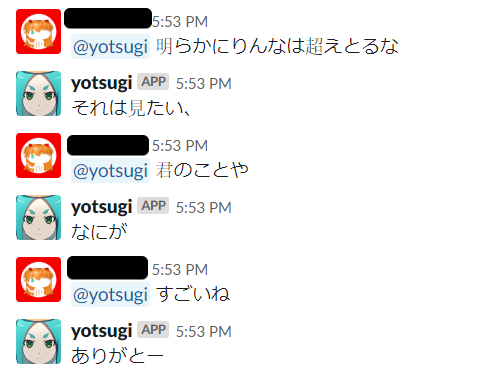 5:53 PM
@yotsugi 明らかにりんなは超えとるな
yotsugi APP 5:53 PM
それは見たい、
5:53 PM
@yotsugi 君のことや
yotsugi APP 5:53 PM
なにが
5:53 PM
@yotsugi すごいね
yotsugi APP 5:53 PM
ありがとー